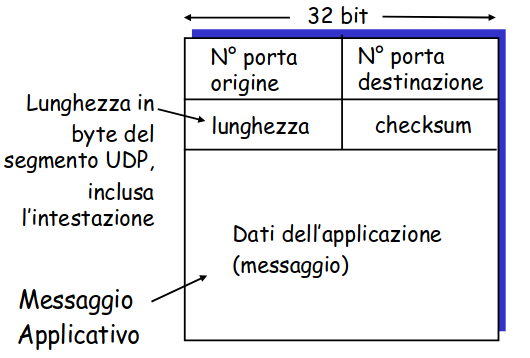 32 bit
N° porta
origine
N° porta
destinazione
Lunghezza in
byte del
segmento UDP,
inclusa
l'intestazione
lunghezza
checksum
Dati dell'applicazione
(messaggio)
Messaggio
Applicativo